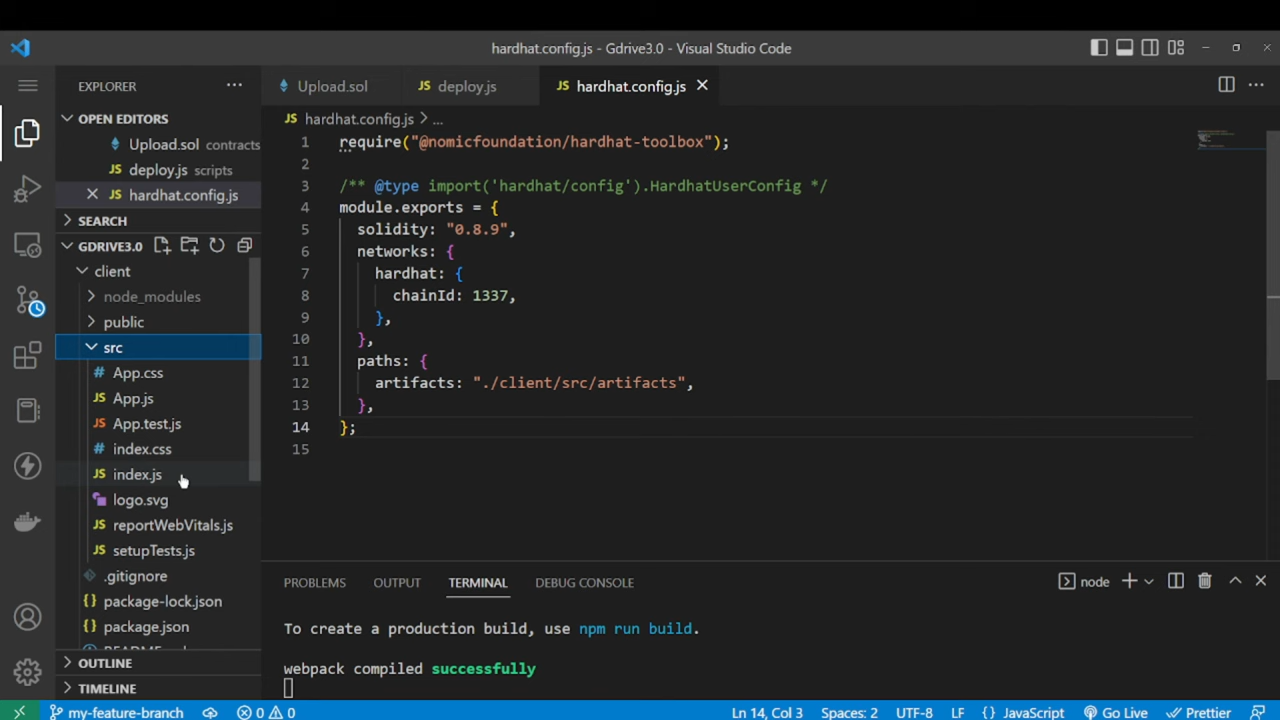 hardhat.config.js - Gdrive3.0 - Visual Studio Code
EXPLORER
OPEN EDITORS
Upload.sol contracts
deploy.js scripts
hardhat.config.js
SEARCH
GDRIVE3.0
client
node_modules
public
src
App.css
App.js
App.test.js
index.css
index.js
logo.svg
reportWebVitals.js
setupTests.js
.gitignore
package-lock.json
package.json
OUTLINE
TIMELINE
Upload.sol
deploy.js
hardhat.config.js
hardhat.config.js > ...
1 require("@nomicfoundation/hardhat-toolbox");
2
3 /** @type import('hardhat/config').HardhatUserConfig */
4 module.exports = {
5 solidity: "0.8.9",
6 networks: {
7 hardhat: {
8 chainId: 1337,
9 },
10 },
11 paths: {
12 artifacts: "./client/src/artifacts",
13 },
14 };
15
PROBLEMS OUTPUT TERMINAL DEBUG CONSOLE
node
To create a production build, use npm run build.
webpack compiled successfully
my-feature-branch
0 0
Ln 14, Col 3 Spaces: 2 UTF-8 LF {} JavaScript Go Live Prettier